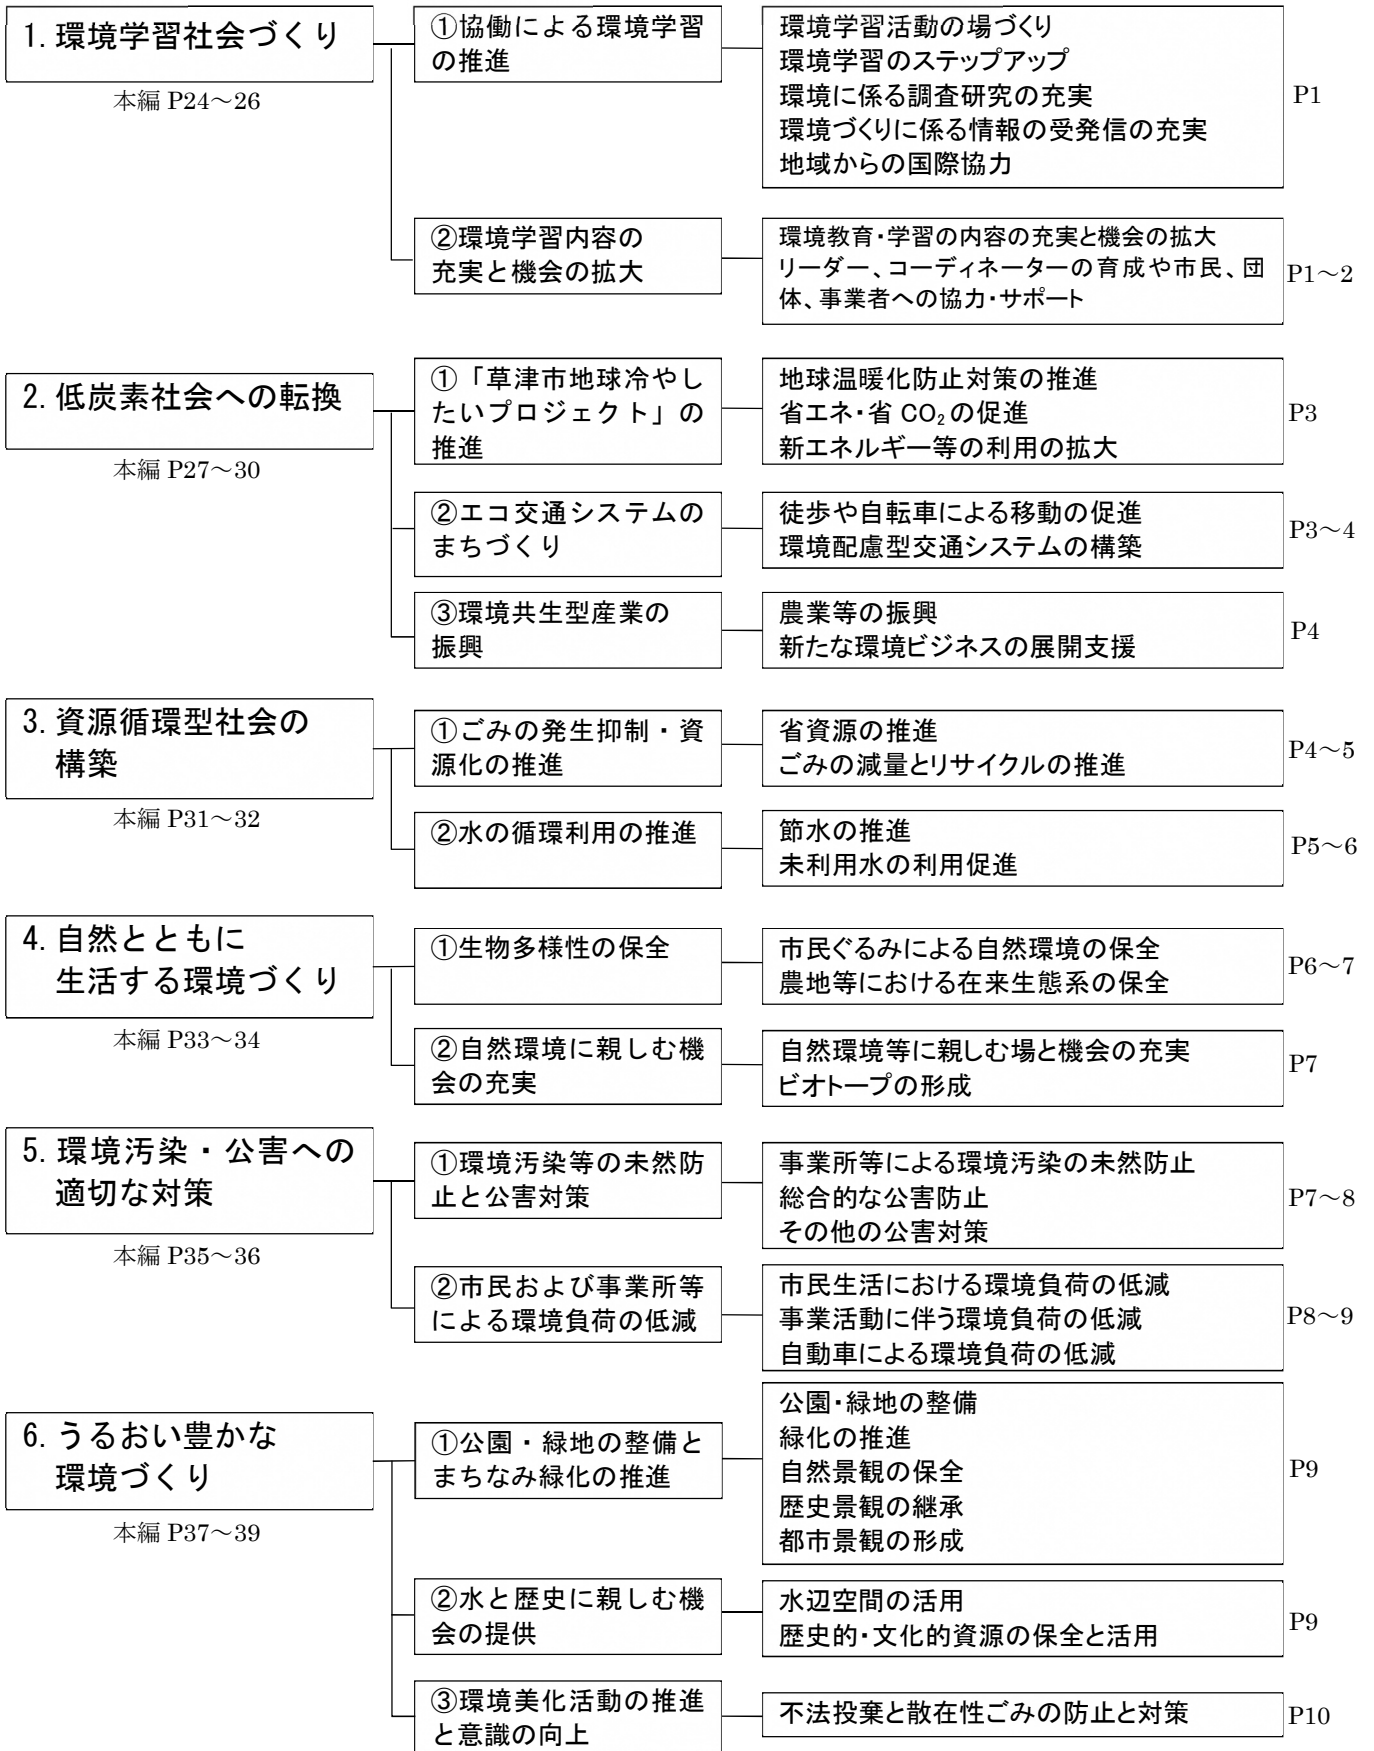 1. 環境学習社会づくり
本編 P24～26
①協働による環境学習
の推進
環境学習活動の場づくり
環境学習のステップアップ
環境に係る調査研究の充実
環境づくりに係る情報の受発信の充実
地域からの国際協力
P1
②環境学習内容の
充実と機会の拡大
環境教育・学習の内容の充実と機会の拡大
リーダー、コーディネーターの育成や市民、団
体、事業者への協力・サポート
P1～2
2. 低炭素社会への転換
本編 P27～30
①「草津市地球冷やし
たいプロジェクト」の
推進
地球温暖化防止対策の推進
省エネ・省 CO₂の促進
新エネルギー等の利用の拡大
P3
②エコ交通システムの
まちづくり
徒歩や自転車による移動の促進
環境配慮型交通システムの構築
P3～4
③環境共生型産業の
振興
農業等の振興
新たな環境ビジネスの展開支援
P4
3. 資源循環型社会の
構築
本編 P31～32
①ごみの発生抑制・資
源化の推進
省資源の推進
ごみの減量とリサイクルの推進
P4～5
②水の循環利用の推進
節水の推進
未利用水の利用促進
P5～6
4. 自然とともに
生活する環境づくり
本編 P33～34
①生物多様性の保全
市民ぐるみによる自然環境の保全
農地等における在来生態系の保全
P6～7
②自然環境に親しむ機
会の充実
自然環境等に親しむ場と機会の充実
ビオトープの形成
P7
5. 環境汚染・公害への
適切な対策
本編 P35～36
①環境汚染等の未然防
止と公害対策
事業所等による環境汚染の未然防止
総合的な公害防止
その他の公害対策
P7～8
②市民および事業所等
による環境負荷の低減
市民生活における環境負荷の低減
事業活動に伴う環境負荷の低減
自動車による環境負荷の低減
P8～9
6. うるおい豊かな
環境づくり
本編 P37～39
①公園・緑地の整備と
まちなみ緑化の推進
公園・緑地の整備
緑化の推進
自然景観の保全
歴史景観の継承
都市景観の形成
P9
②水と歴史に親しむ機
会の提供
水辺空間の活用
歴史的・文化的資源の保全と活用
P9
③環境美化活動の推進
と意識の向上
不法投棄と散在性ごみの防止と対策
P10